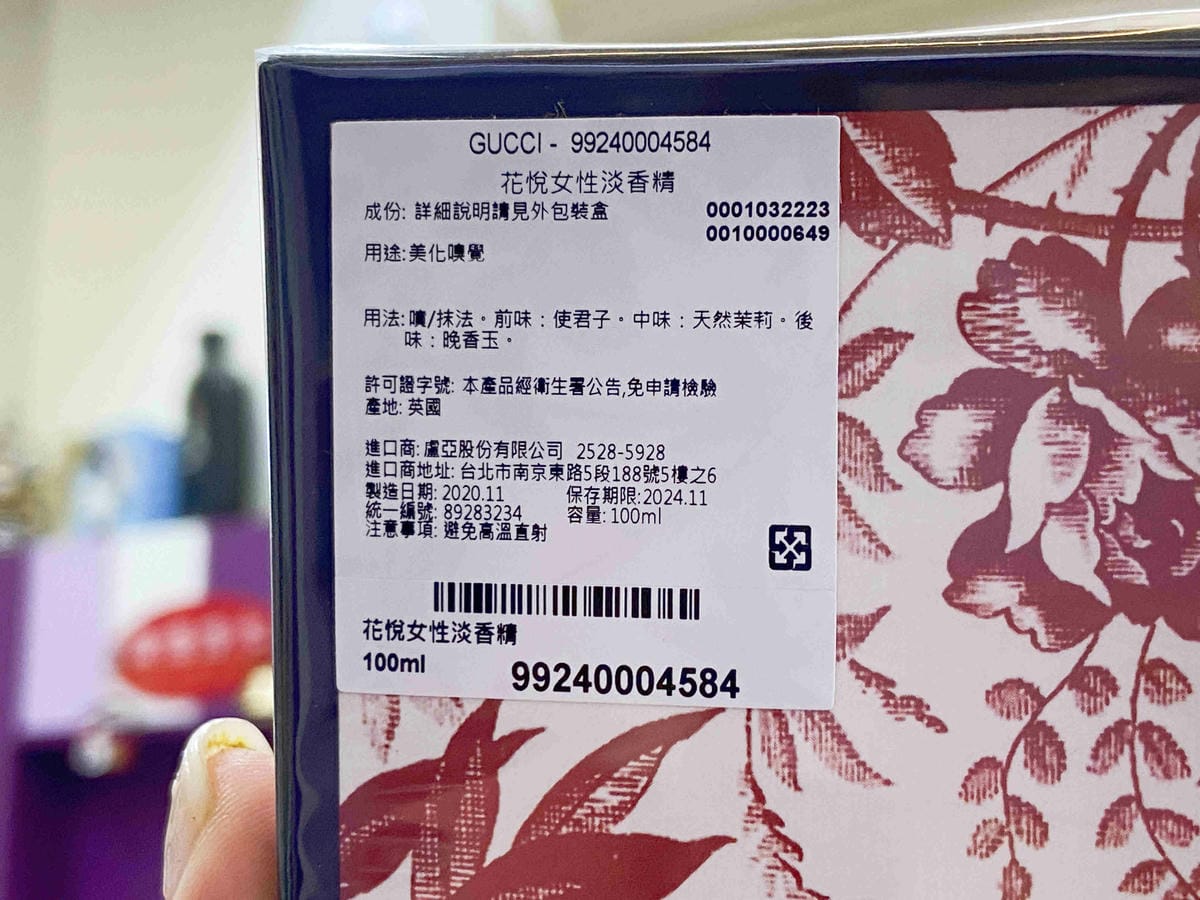 GUCCI - 99240004584
花悅女性淡香精
成份: 詳細說明請見外包裝盒 0001032223
0010000649
用途:美化嗅覺
用法:噴/抹法。前味：使君子。中味：天然茉莉。後
味：晚香玉。
許可證字號: 本產品經衛生署公告,免申請檢驗
產地: 英國
進口商: 盧亞股份有限公司 2528-5928
進口商地址: 台北市南京東路5段188號5樓之6
製造日期: 2020.11 保存期限:2024.11
統一編號: 89283234 容量: 100ml
注意事項: 避免高溫直射
花悅女性淡香精
100ml 99240004584